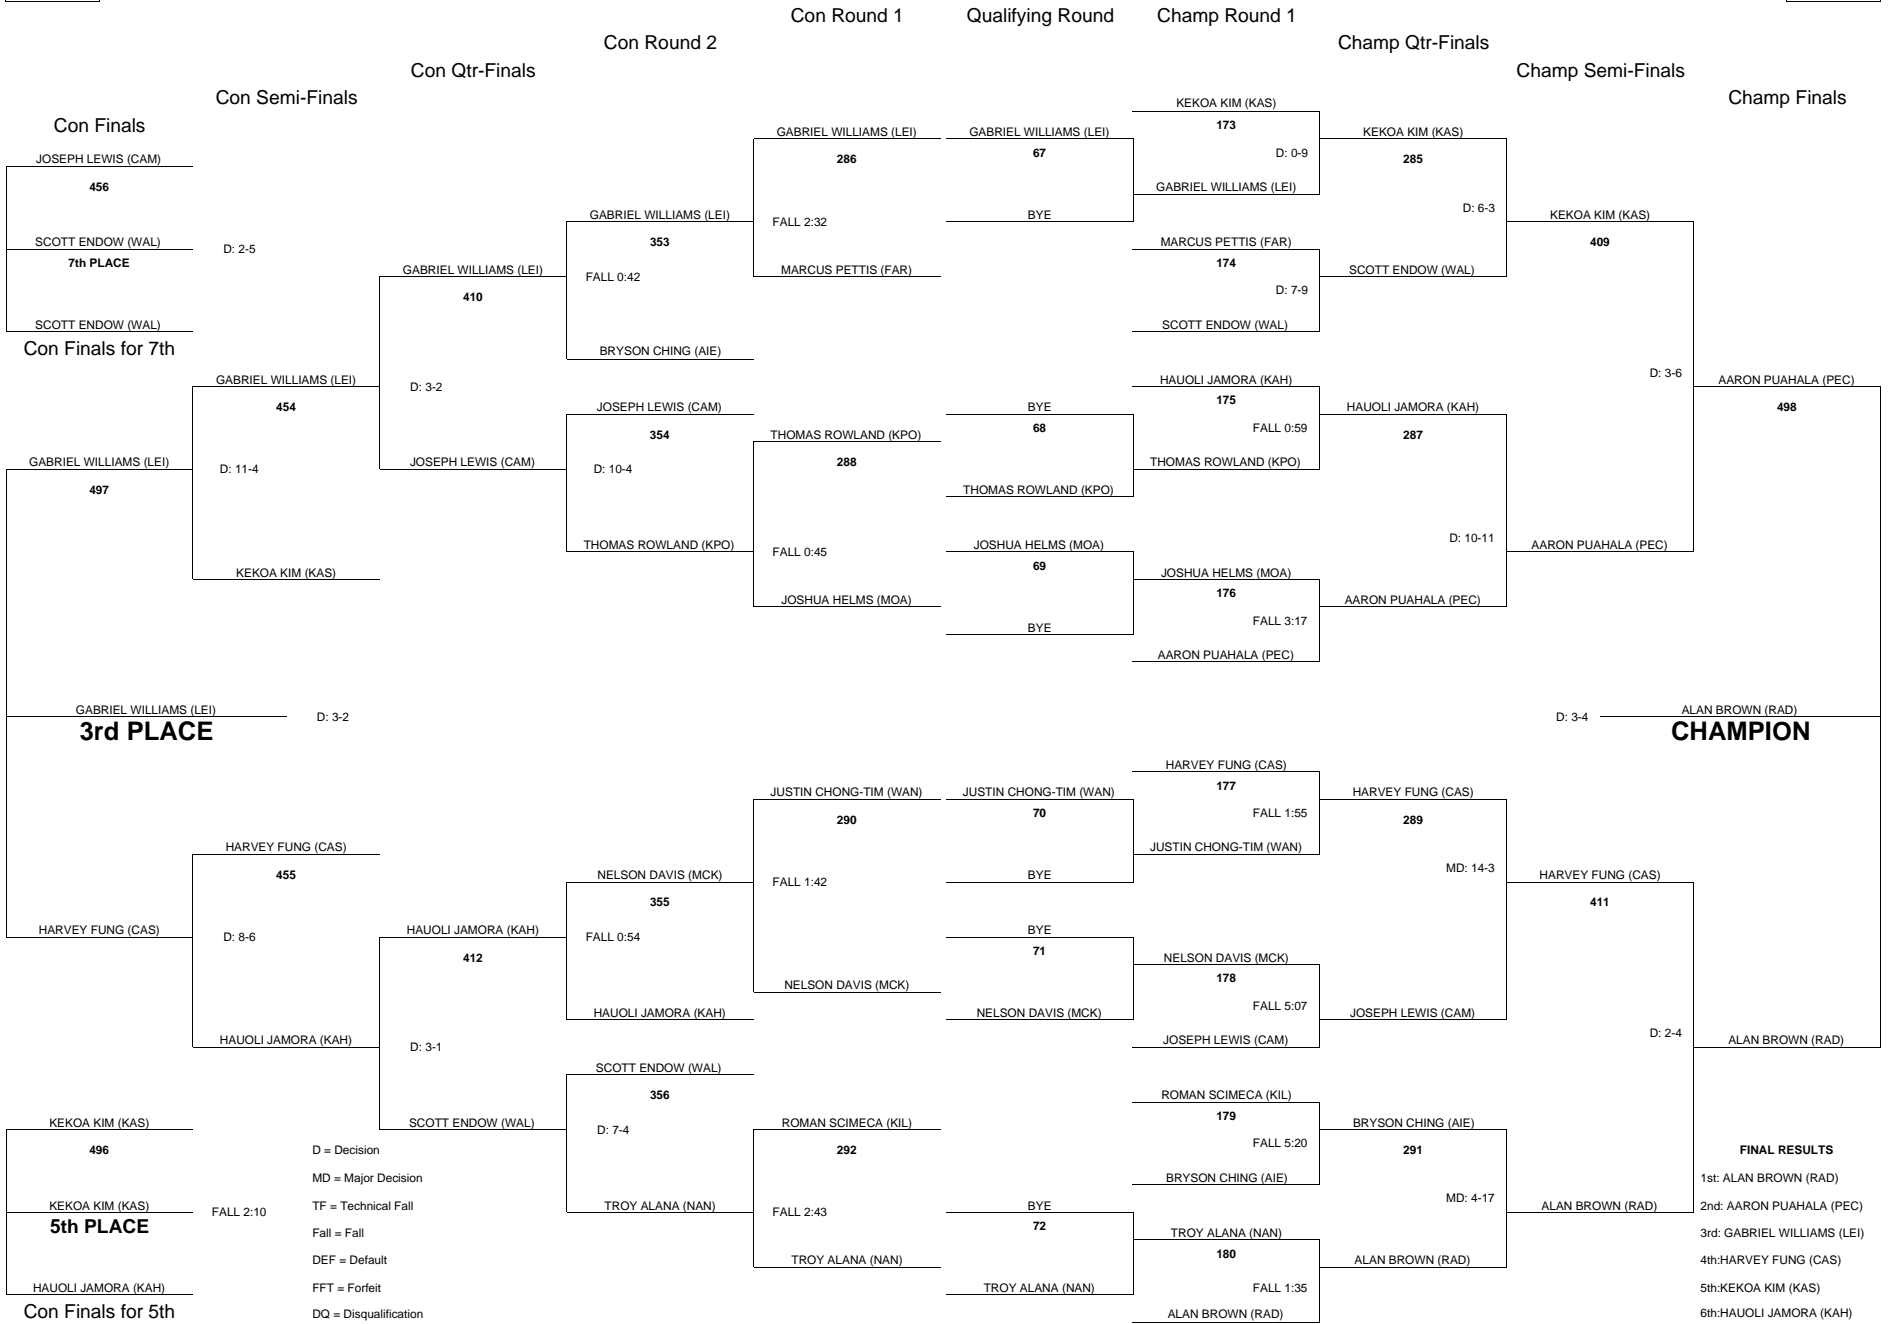 Con Round 1
Qualifying Round
Champ Round 1
Con Round 2
Champ Qtr-Finals
Con Qtr-Finals
Champ Semi-Finals
Con Semi-Finals
Champ Finals
Con Finals
JOSEPH LEWIS (CAM)
456
SCOTT ENDOW (WAL)
7th PLACE
D: 2-5
SCOTT ENDOW (WAL)
Con Finals for 7th
GABRIEL WILLIAMS (LEI)
497
GABRIEL WILLIAMS (LEI)
3rd PLACE
D: 3-2
HARVEY FUNG (CAS)
KEKOA KIM (KAS)
496
KEKOA KIM (KAS)
5th PLACE
FALL 2:10
HAUOLI JAMORA (KAH)
Con Finals for 5th
GABRIEL WILLIAMS (LEI)
454
D: 11-4
KEKOA KIM (KAS)
HARVEY FUNG (CAS)
455
D: 8-6
HAUOLI JAMORA (KAH)
D = Decision
MD = Major Decision
TF = Technical Fall
Fall = Fall
DEF = Default
FFT = Forfeit
DQ = Disqualification
GABRIEL WILLIAMS (LEI)
410
D: 3-2
JOSEPH LEWIS (CAM)
HAUOLI JAMORA (KAH)
412
D: 3-1
SCOTT ENDOW (WAL)
GABRIEL WILLIAMS (LEI)
353
FALL 0:42
BRYSON CHING (AIE)
JOSEPH LEWIS (CAM)
354
D: 10-4
THOMAS ROWLAND (KPO)
NELSON DAVIS (MCK)
355
FALL 0:54
HAUOLI JAMORA (KAH)
SCOTT ENDOW (WAL)
356
D: 7-4
TROY ALANA (NAN)
GABRIEL WILLIAMS (LEI)
286
FALL 2:32
MARCUS PETTIS (FAR)
THOMAS ROWLAND (KPO)
288
FALL 0:45
JOSHUA HELMS (MOA)
JUSTIN CHONG-TIM (WAN)
290
FALL 1:42
NELSON DAVIS (MCK)
ROMAN SCIMECA (KIL)
292
FALL 2:43
TROY ALANA (NAN)
GABRIEL WILLIAMS (LEI)
67
BYE
BYE
68
THOMAS ROWLAND (KPO)
JOSHUA HELMS (MOA)
69
BYE
JUSTIN CHONG-TIM (WAN)
70
BYE
BYE
71
NELSON DAVIS (MCK)
BYE
72
TROY ALANA (NAN)
KEKOA KIM (KAS)
173
D: 0-9
GABRIEL WILLIAMS (LEI)
MARCUS PETTIS (FAR)
174
D: 7-9
SCOTT ENDOW (WAL)
HAUOLI JAMORA (KAH)
175
FALL 0:59
THOMAS ROWLAND (KPO)
JOSHUA HELMS (MOA)
176
FALL 3:17
AARON PUAHALA (PEC)
HARVEY FUNG (CAS)
177
FALL 1:55
JUSTIN CHONG-TIM (WAN)
NELSON DAVIS (MCK)
178
FALL 5:07
JOSEPH LEWIS (CAM)
ROMAN SCIMECA (KIL)
179
FALL 5:20
BRYSON CHING (AIE)
TROY ALANA (NAN)
180
FALL 1:35
ALAN BROWN (RAD)
KEKOA KIM (KAS)
285
D: 6-3
SCOTT ENDOW (WAL)
HAUOLI JAMORA (KAH)
287
D: 10-11
AARON PUAHALA (PEC)
HARVEY FUNG (CAS)
289
MD: 14-3
JOSEPH LEWIS (CAM)
BRYSON CHING (AIE)
291
MD: 4-17
ALAN BROWN (RAD)
KEKOA KIM (KAS)
409
D: 3-6
AARON PUAHALA (PEC)
HARVEY FUNG (CAS)
411
D: 2-4
ALAN BROWN (RAD)
AARON PUAHALA (PEC)
498
D: 3-4
ALAN BROWN (RAD)
CHAMPION
ALAN BROWN (RAD)
FINAL RESULTS
1st: ALAN BROWN (RAD)
2nd: AARON PUAHALA (PEC)
3rd: GABRIEL WILLIAMS (LEI)
4th:HARVEY FUNG (CAS)
5th:KEKOA KIM (KAS)
6th:HAUOLI JAMORA (KAH)